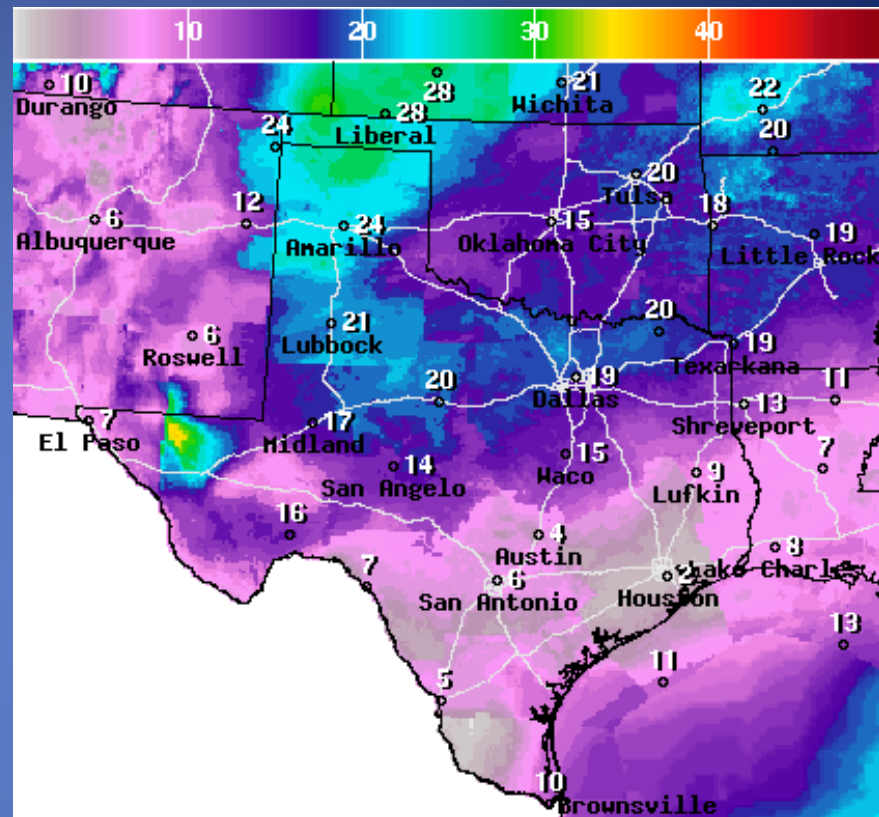 10 20 30 40
10 28 21 22
Durango Wichita
28
Liberal
24 20
20
Tulsa
6 12 24 15 18 19
Albuquerque Amarillo Oklahoma City Little Rock
6 21 20
Roswell Lubbock Texarkana 19
19
20 Dallas 13 11
7 17 Shreveport
El Paso Midland
14 15 9 7
San Angelo Waco Lufkin
16 4 8
Austin Lake Charles
7 6 2
San Antonio Houston
13
5 11
10
Brownsville